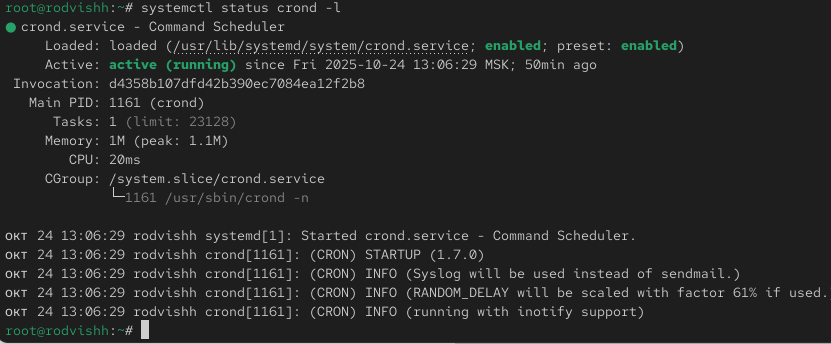 root@rodvishh:~# systemctl status crond -l
● crond.service - Command Scheduler
Loaded: loaded (/usr/lib/systemd/system/crond.service; enabled; preset: enabled)
Active: active (running) since Fri 2025-10-24 13:06:29 MSK; 50min ago
Invocation: d4358b107dfd42b390ec7084ea12f2b8
Main PID: 1161 (crond)
Tasks: 1 (limit: 23128)
Memory: 1M (peak: 1.1M)
CPU: 20ms
CGroup: /system.slice/crond.service
└─1161 /usr/sbin/crond -n
окт 24 13:06:29 rodvishh systemd[1]: Started crond.service - Command Scheduler.
окт 24 13:06:29 rodvishh crond[1161]: (CRON) STARTUP (1.7.0)
окт 24 13:06:29 rodvishh crond[1161]: (CRON) INFO (Syslog will be used instead of sendmail.)
окт 24 13:06:29 rodvishh crond[1161]: (CRON) INFO (RANDOM_DELAY will be scaled with factor 61% if used.
окт 24 13:06:29 rodvishh crond[1161]: (CRON) INFO (running with inotify support)
root@rodvishh:~#